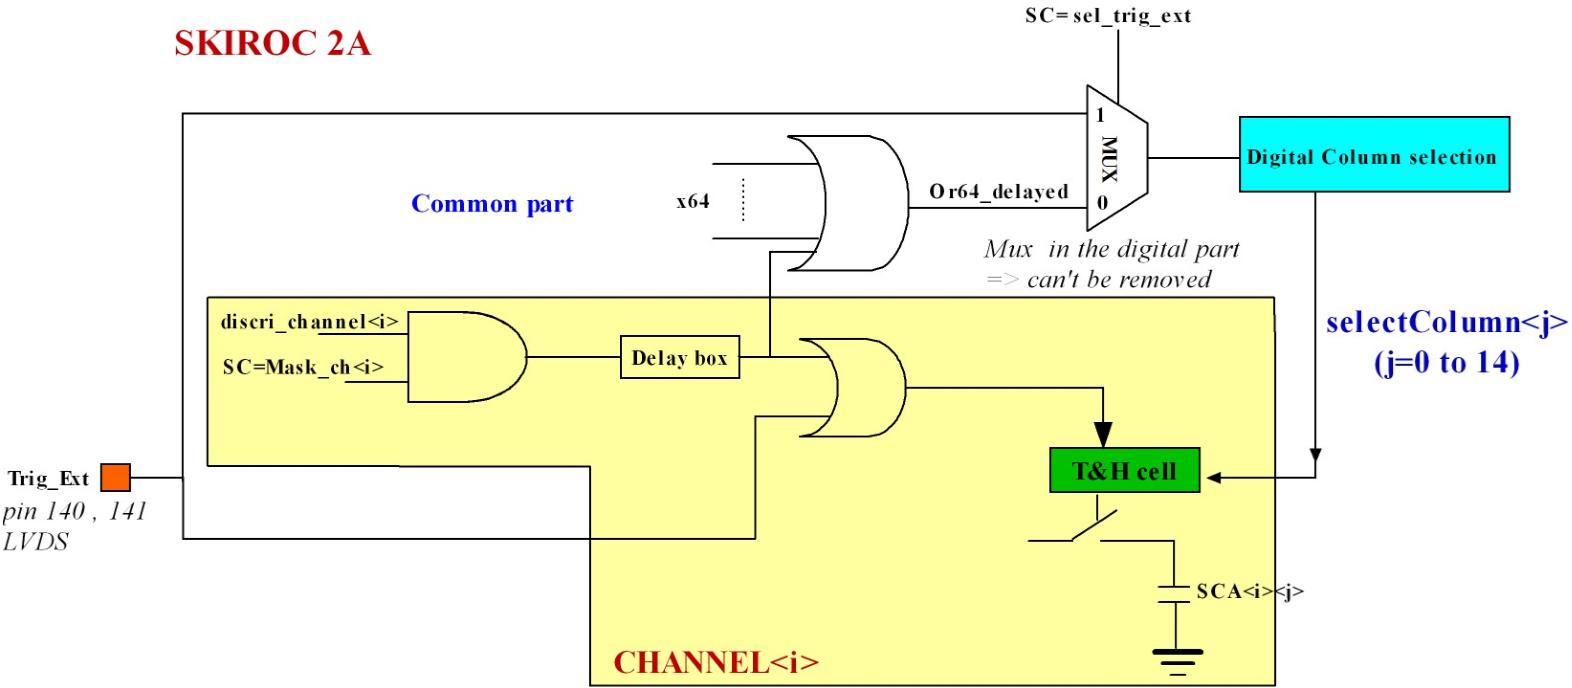 SC= sel_trig_ext
SKIROC 2A
1
MUX
0
Digital Column selection
Common part
x64
Or64_delayed
Mux in the digital part
=> can't be removed
discri_channel<i>
SC=Mask_ch<i>
Delay box
selectColumn<j>
(j=0 to 14)
Trig_Ext
pin 140 , 141
LVDS
T&H cell
SCA<i><j>
CHANNEL<i>